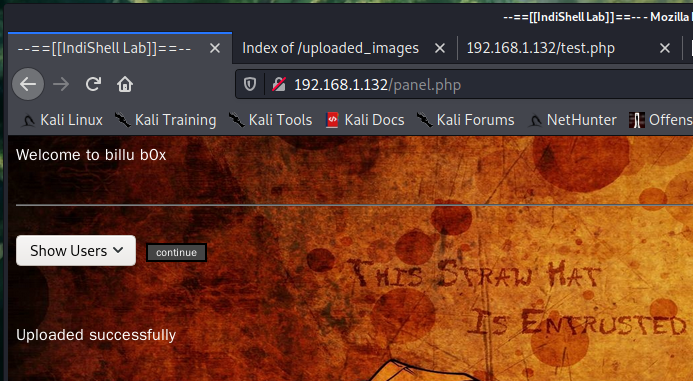 --==[[IndiShell Lab]]==-- - Mozilla
--==[[IndiShell Lab]]==--
Index of /uploaded_images
192.168.1.132/test.php
192.168.1.132/panel.php
Kali Linux
Kali Training
Kali Tools
Kali Docs
Kali Forums
NetHunter
Offens
Welcome to billu b0x
Show Users
continue
This Straw Hat
Is Entrusted
Uploaded successfully